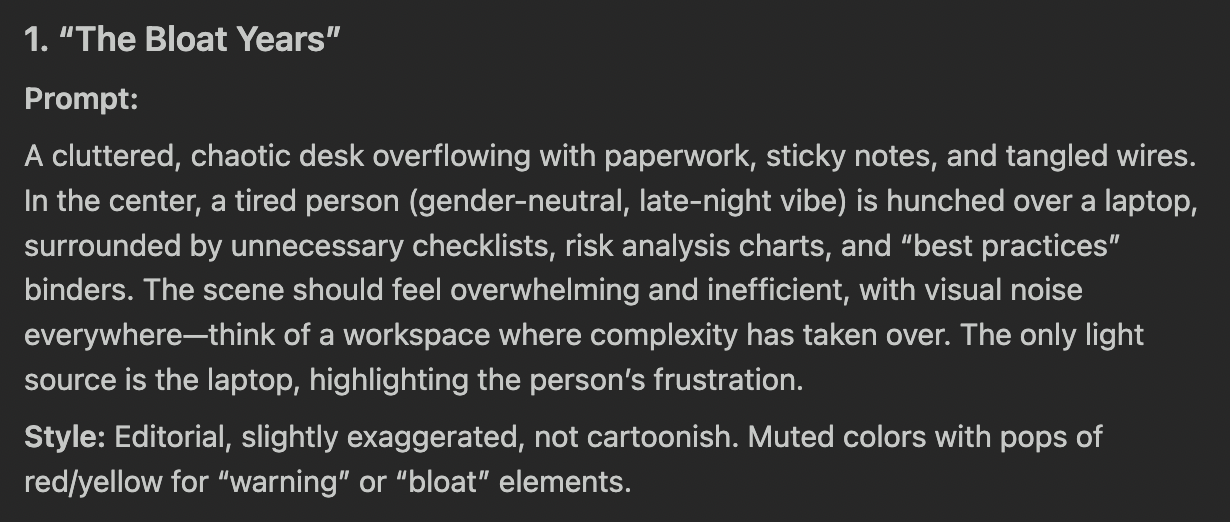 1. “The Bloat Years”
Prompt:
A cluttered, chaotic desk overflowing with paperwork, sticky notes, and tangled wires.
In the center, a tired person (gender-neutral, late-night vibe) is hunched over a laptop,
surrounded by unnecessary checklists, risk analysis charts, and “best practices”
binders. The scene should feel overwhelming and inefficient, with visual noise
everywhere—think of a workspace where complexity has taken over. The only light
source is the laptop, highlighting the person’s frustration.
Style: Editorial, slightly exaggerated, not cartoonish. Muted colors with pops of
red/yellow for “warning” or “bloat” elements.